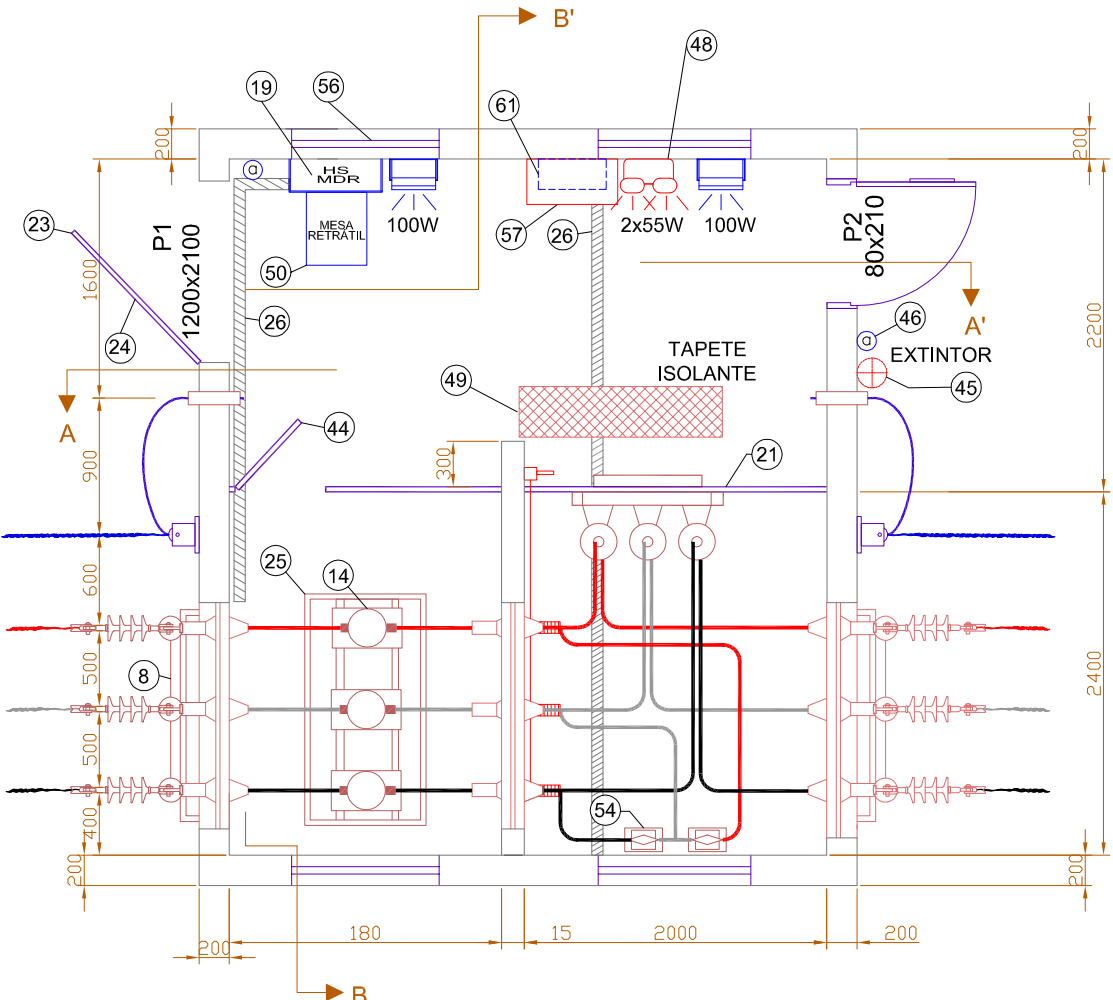 B'
48
19
56
61
200
200
a
HS
MDR
MESA
RETRÁTIL
100W
2x55W
100W
P1
1200x2100
P2
80x210
23
57
26
50
1600
24
26
A'
46
a
EXTINTOR
45
2200
TAPETE
ISOLANTE
49
A
44
300
21
900
25
14
600
8
500
500
2400
54
400
200
200
200
180
15
2000
200
B